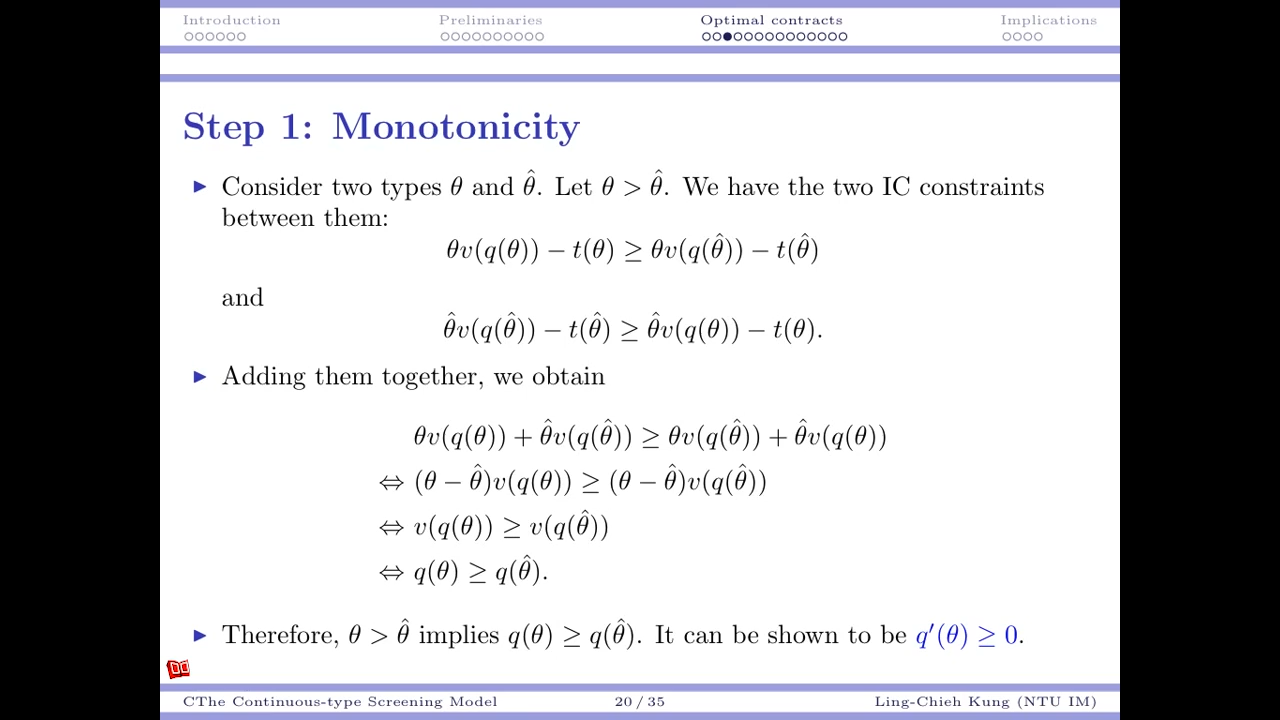 Introduction Preliminaries Optimal contracts Implications
Step 1: Monotonicity
▶ Consider two types θ and θ̂. Let θ > θ̂. We have the two IC constraints
between them:
θv(q(θ)) − t(θ) ≥ θv(q(θ̂)) − t(θ̂)
and
θ̂v(q(θ̂)) − t(θ̂) ≥ θ̂v(q(θ)) − t(θ).
▶ Adding them together, we obtain
θv(q(θ)) + θ̂v(q(θ̂)) ≥ θv(q(θ̂)) + θ̂v(q(θ))
⇔ (θ − θ̂)v(q(θ)) ≥ (θ − θ̂)v(q(θ̂))
⇔ v(q(θ)) ≥ v(q(θ̂))
⇔ q(θ) ≥ q(θ̂).
▶ Therefore, θ > θ̂ implies q(θ) ≥ q(θ̂). It can be shown to be q′(θ) ≥ 0.
CThe Continuous-type Screening Model 20 / 35 Ling-Chieh Kung (NTU IM)